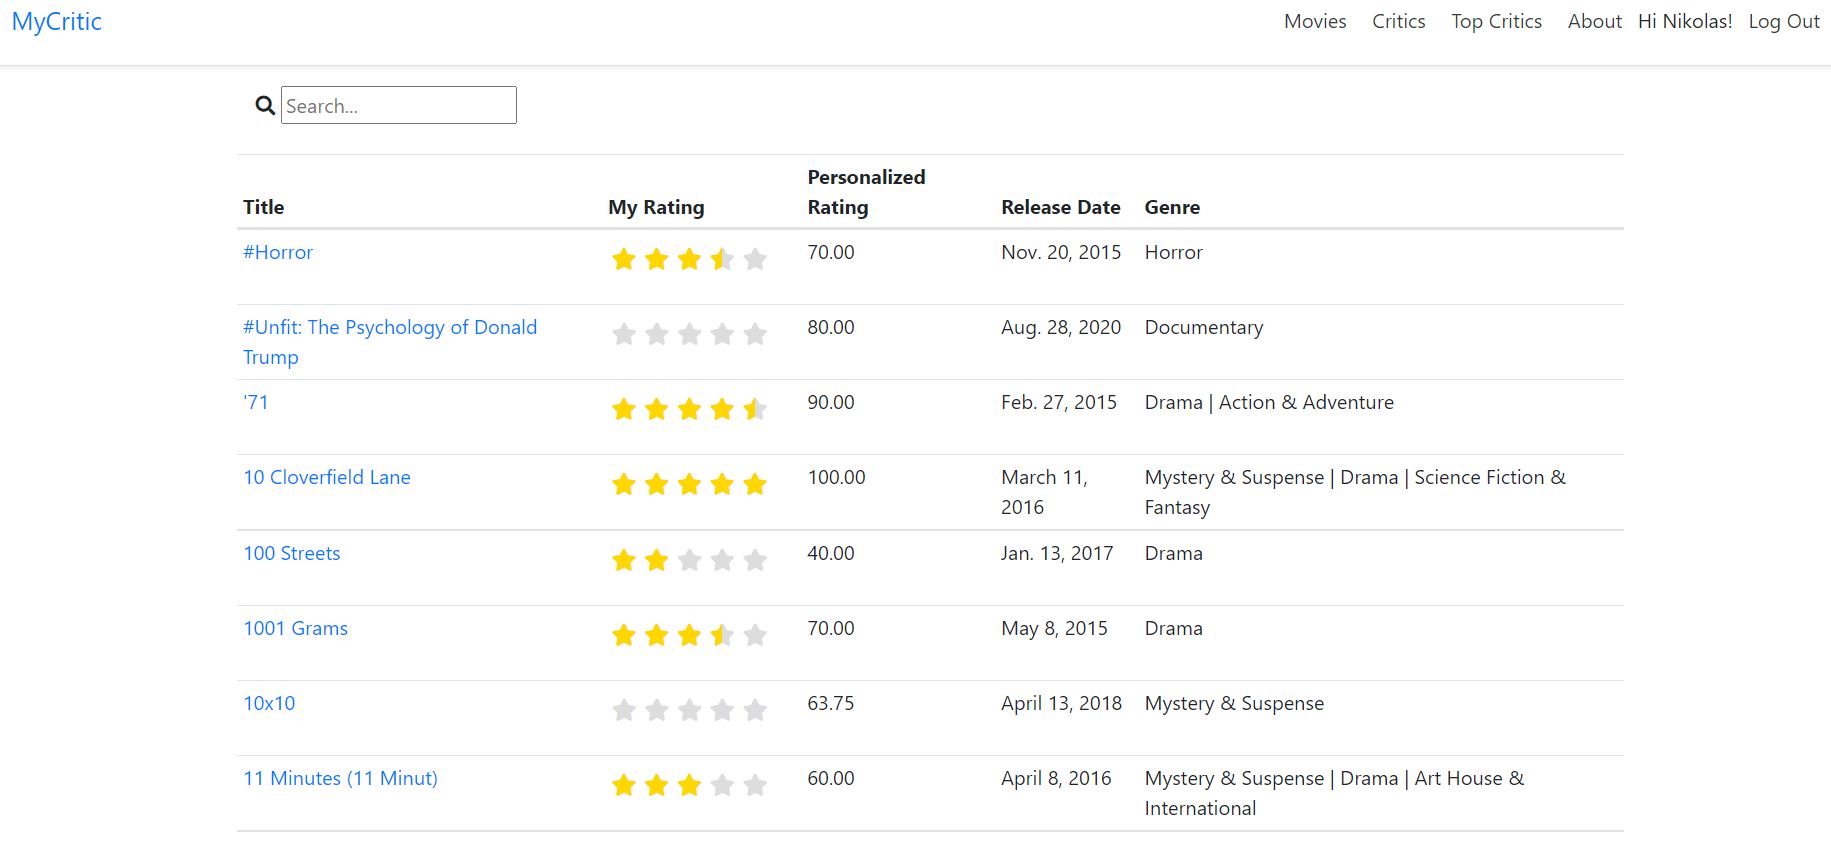 MyCritic Movies Critics Top Critics About Hi Nikolas! Log Out
Search...
Personalized
Title My Rating Rating Release Date Genre
#Horror 70.00 Nov. 20, 2015 Horror
#Unfit: The Psychology of Donald 80.00 Aug. 28, 2020 Documentary
Trump
'71 90.00 Feb. 27, 2015 Drama | Action & Adventure
10 Cloverfield Lane 100.00 March 11, Mystery & Suspense | Drama | Science Fiction &
2016 Fantasy
100 Streets 40.00 Jan. 13, 2017 Drama
1001 Grams 70.00 May 8, 2015 Drama
10x10 63.75 April 13, 2018 Mystery & Suspense
11 Minutes (11 Minut) 60.00 April 8, 2016 Mystery & Suspense | Drama | Art House &
International